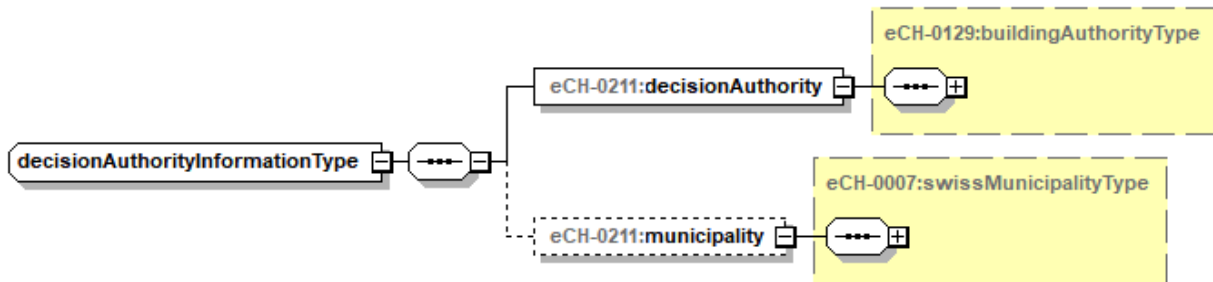 eCH-0129:buildingAuthorityType
eCH-0211:decisionAuthority
decisionAuthorityInformationType
eCH-0007:swissMunicipalityType
eCH-0211:municipality